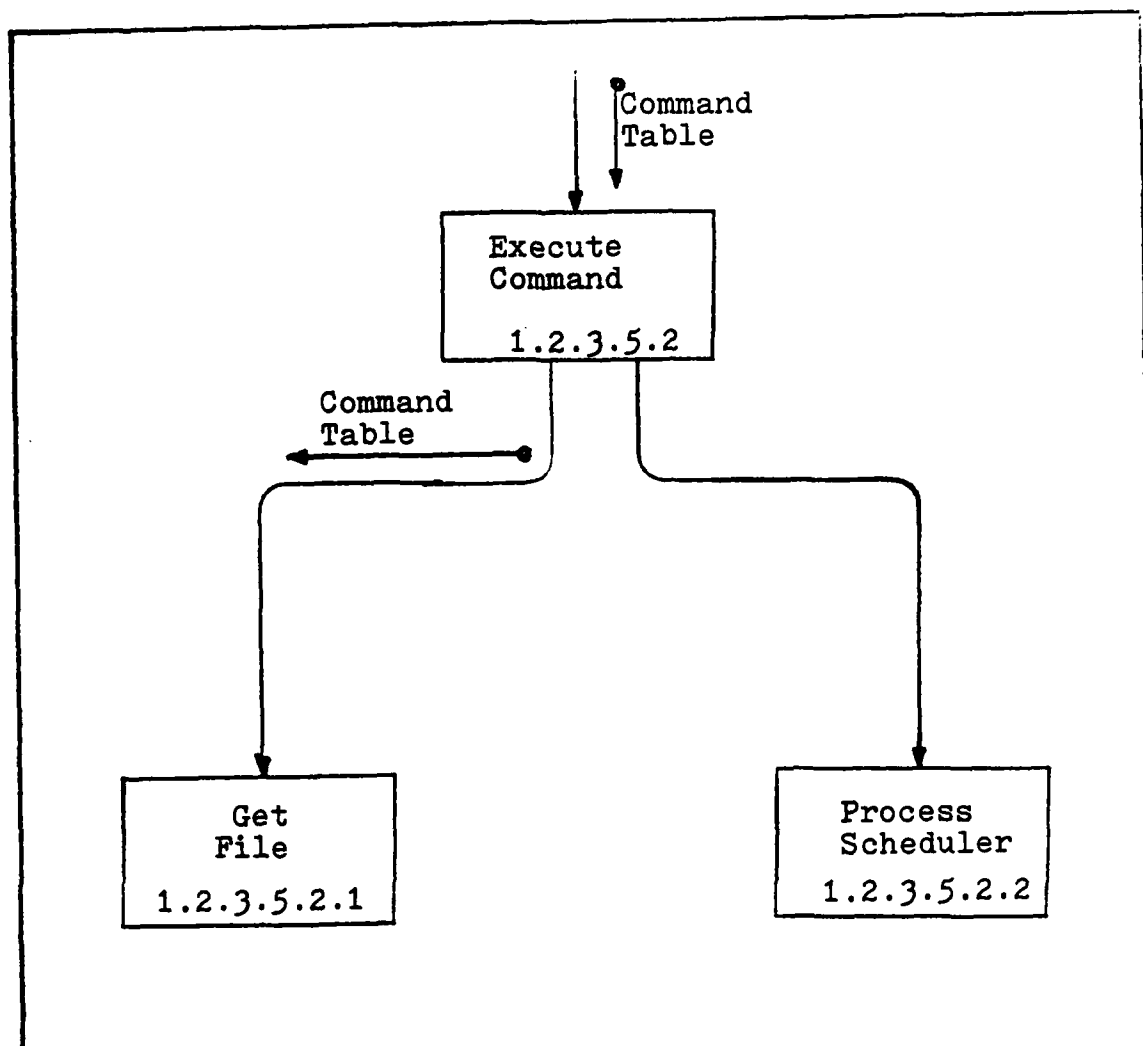 Command
Table
Execute
Command
1.2.3.5.2
Command
Table
Get
File
1.2.3.5.2.1
Process
Scheduler
1.2.3.5.2.2